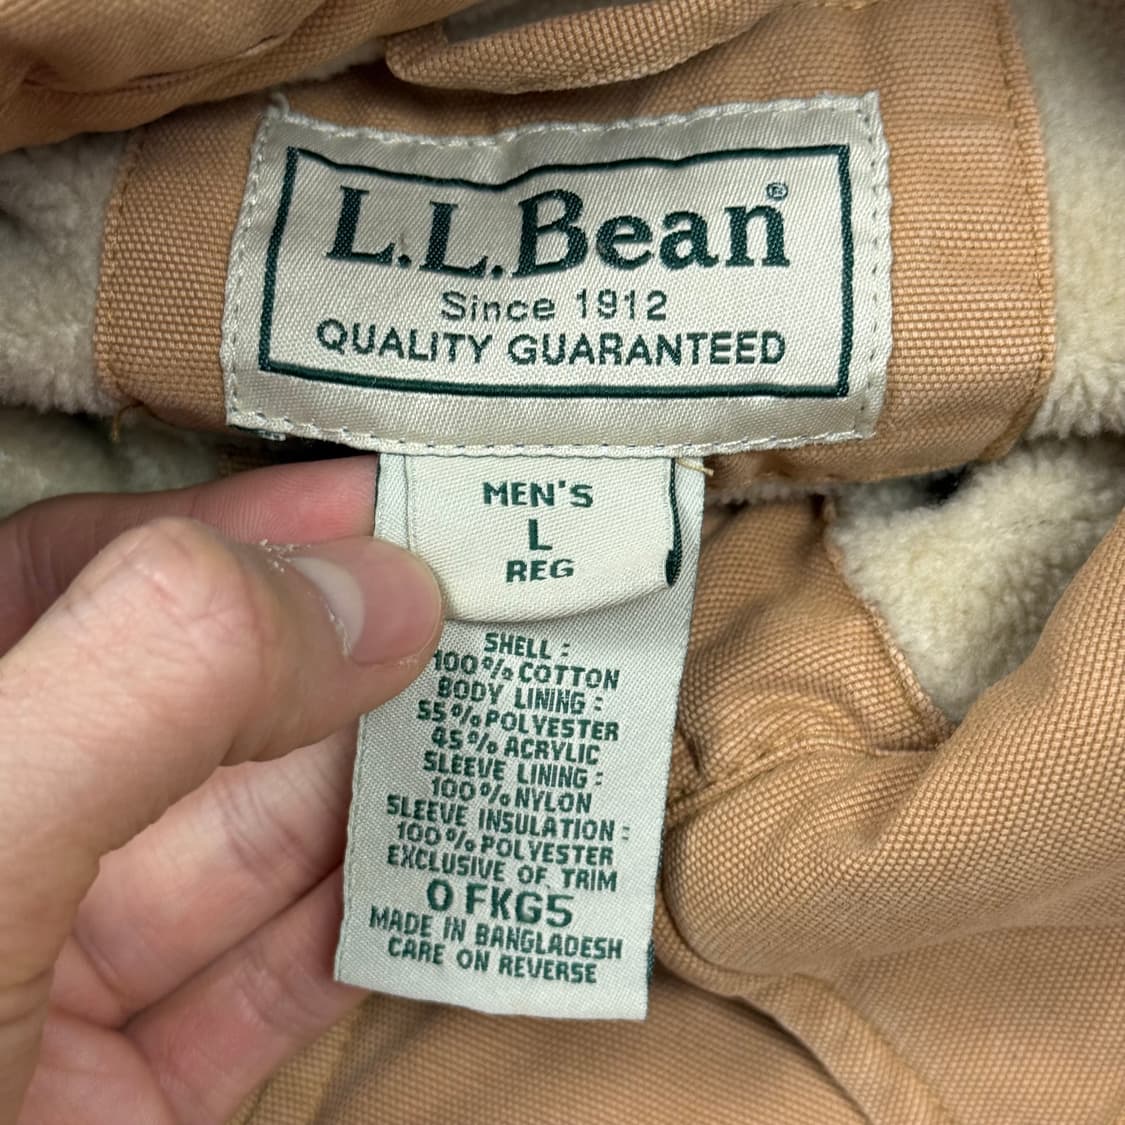 L.L.Bean®
Since 1912
QUALITY GUARANTEED
MEN'S
L
REG
SHELL :
100% COTTON
BODY LINING :
55% POLYESTER
45% ACRYLIC
SLEEVE LINING :
100% NYLON
SLEEVE INSULATION :
100% POLYESTER
EXCLUSIVE OF TRIM
0 FKG5
MADE IN BANGLADESH
CARE ON REVERSE